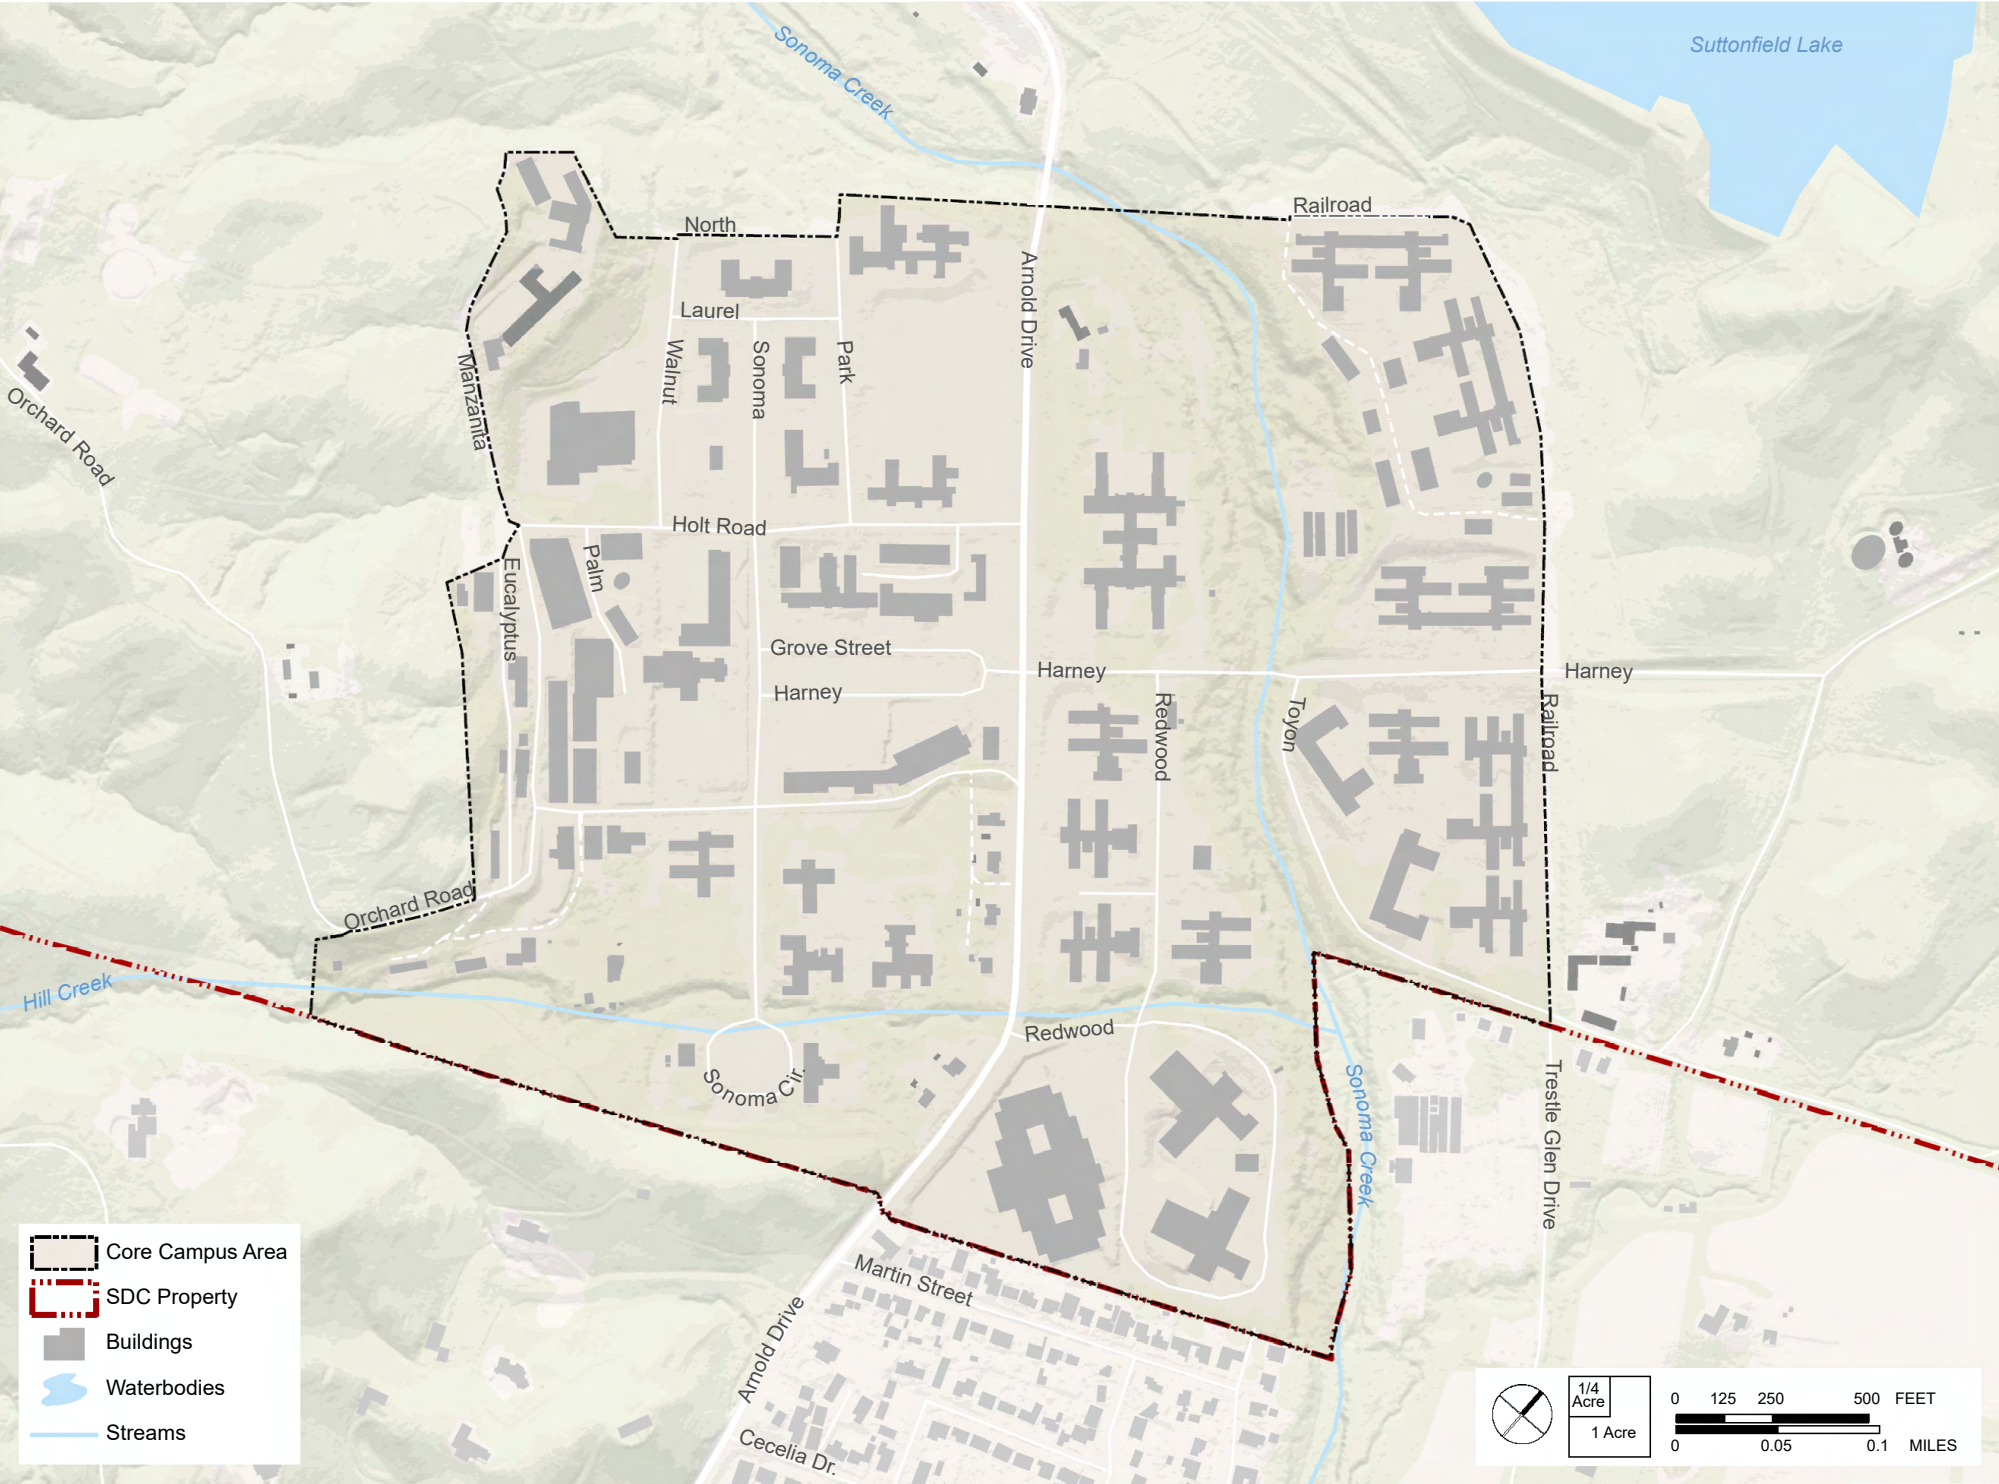 Suttonfield Lake
Sonoma Creek
Railroad
North
Arnold Drive
Laurel
Walnut
Sonoma
Park
Manzanita
Orchard Road
Holt Road
Palm
Eucalyptus
Grove Street
Harney
Harney
Harney
Redwood
Toyon
Railroad
Orchard Road
Hill Creek
Redwood
Sonoma Cir.
Sonoma Creek
Trestle Glen Drive
Martin Street
Arnold Drive
Cecelia Dr.
Core Campus Area
SDC Property
Buildings
Waterbodies
Streams
1/4
Acre
1 Acre
0 125 250 500 FEET
0 0.05 0.1 MILES